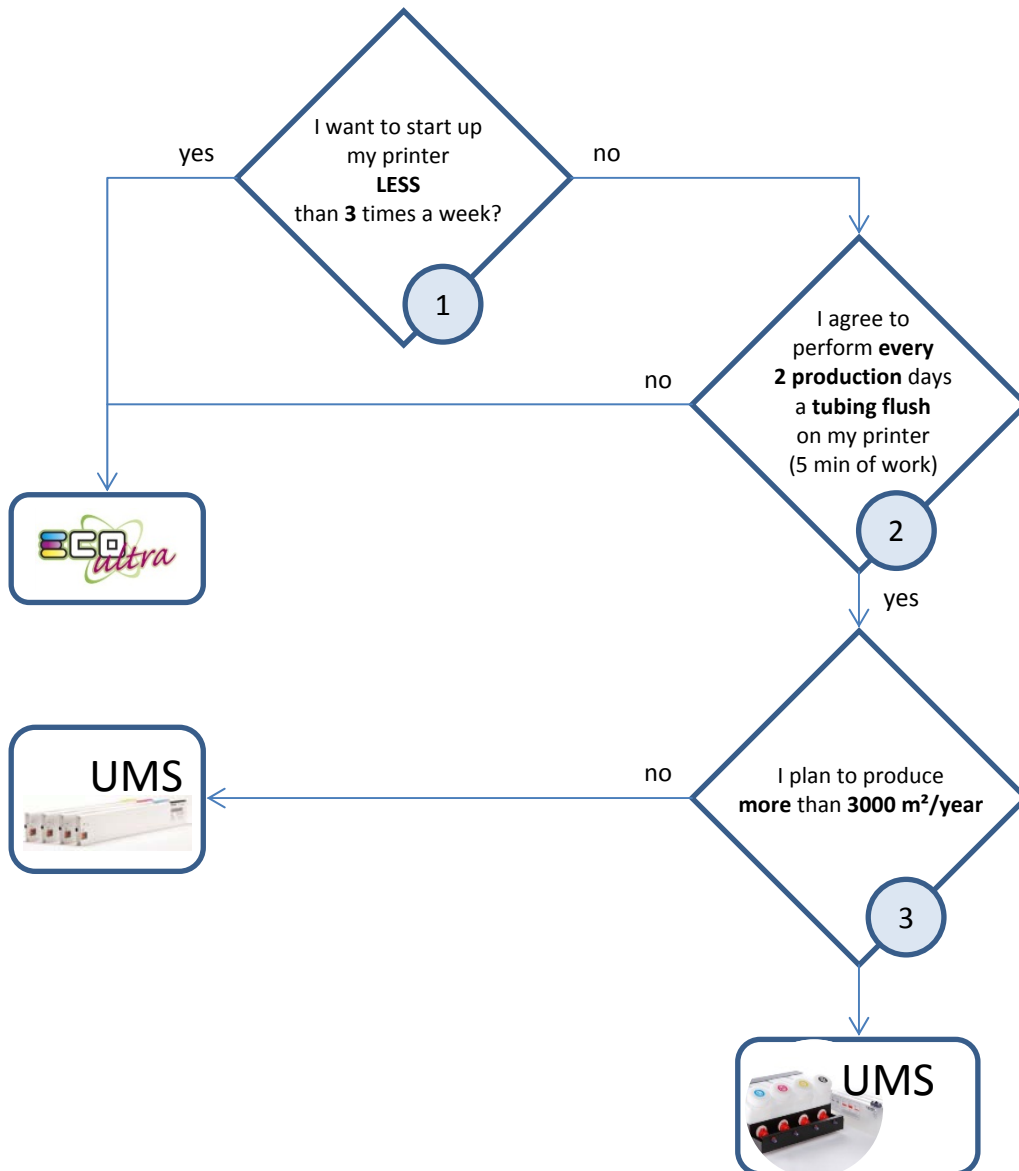 I want to start up
my printer
LESS
than 3 times a week?
yes
no
1
I agree to
perform every
2 production days
a tubing flush
on my printer
(5 min of work)
no
2
ECO
ultra
yes
UMS
no
I plan to produce
more than 3000 m²/year
3
UMS